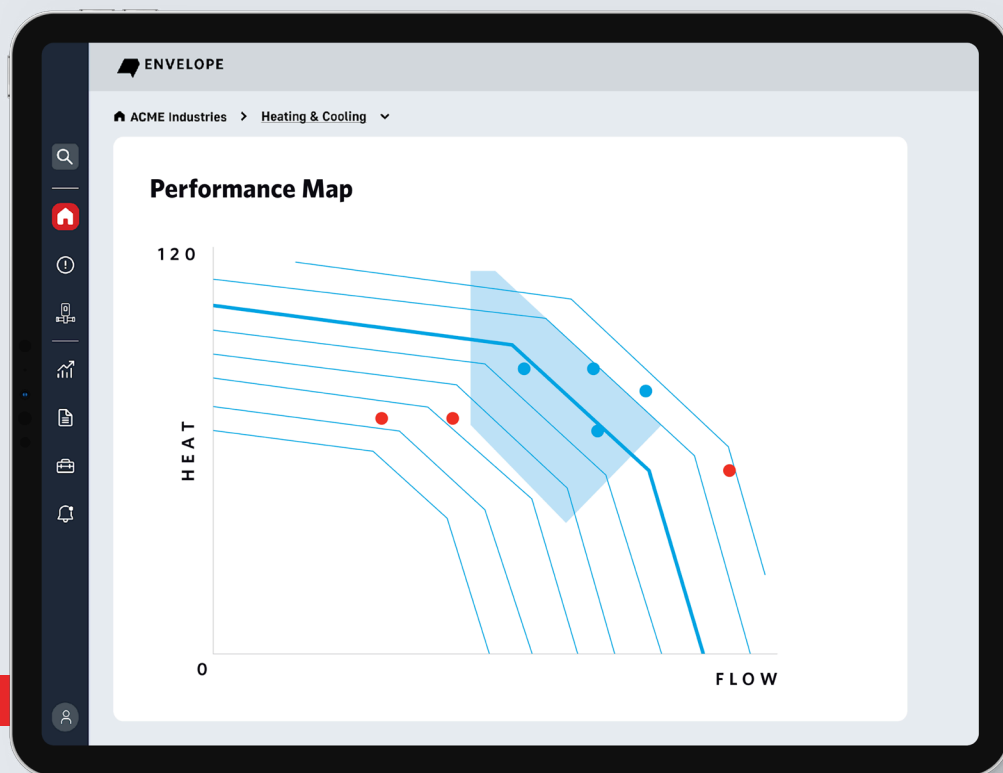 ENVELOPE
ACME Industries > Heating & Cooling
Performance Map
120
HEAT
0
FLOW